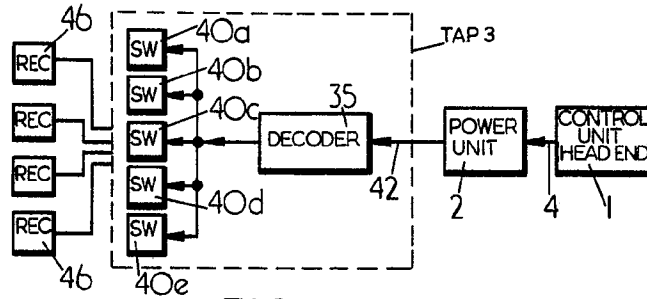 46
REC
REC
REC
REC
46
SW
40a
SW
40b
SW
40c
SW
40d
SW
40e
35
DECODER
TAP 3
42
POWER
UNIT
2
4
CONTROL
UNIT
HEAD END
1